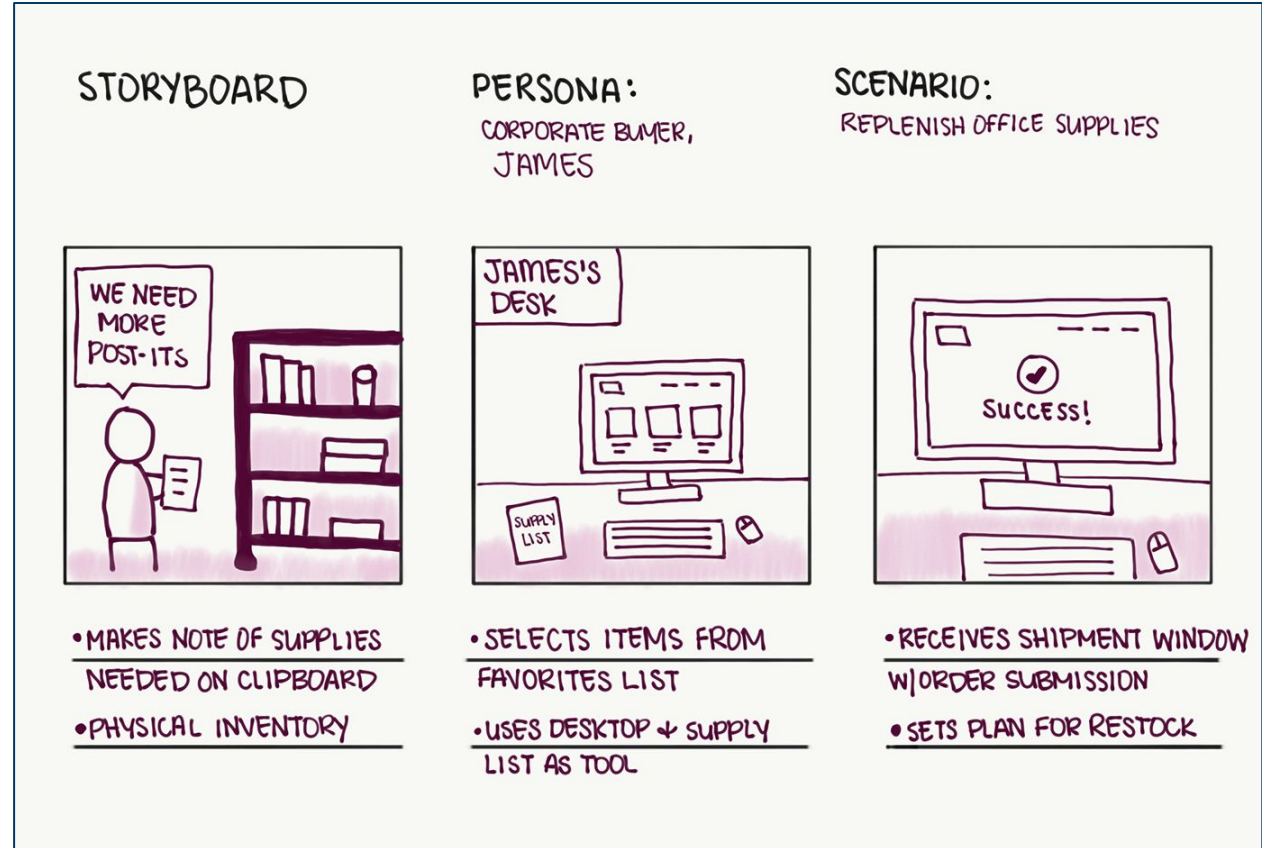 STORYBOARD
PERSONA:
CORPORATE BUYER,
JAMES
SCENARIO:
REPLENISH OFFICE SUPPLIES
WE NEED
MORE
POST-ITS
•MAKES NOTE OF SUPPLIES
NEEDED ON CLIPBOARD
•PHYSICAL INVENTORY
JAMES'S
DESK
SUPPLY
LIST
•SELECTS ITEMS FROM
FAVORITES LIST
•USES DESKTOP & SUPPLY
LIST AS TOOL
SUCCESS!
•RECEIVES SHIPMENT WINDOW
W/ORDER SUBMISSION
•SETS PLAN FOR RESTOCK